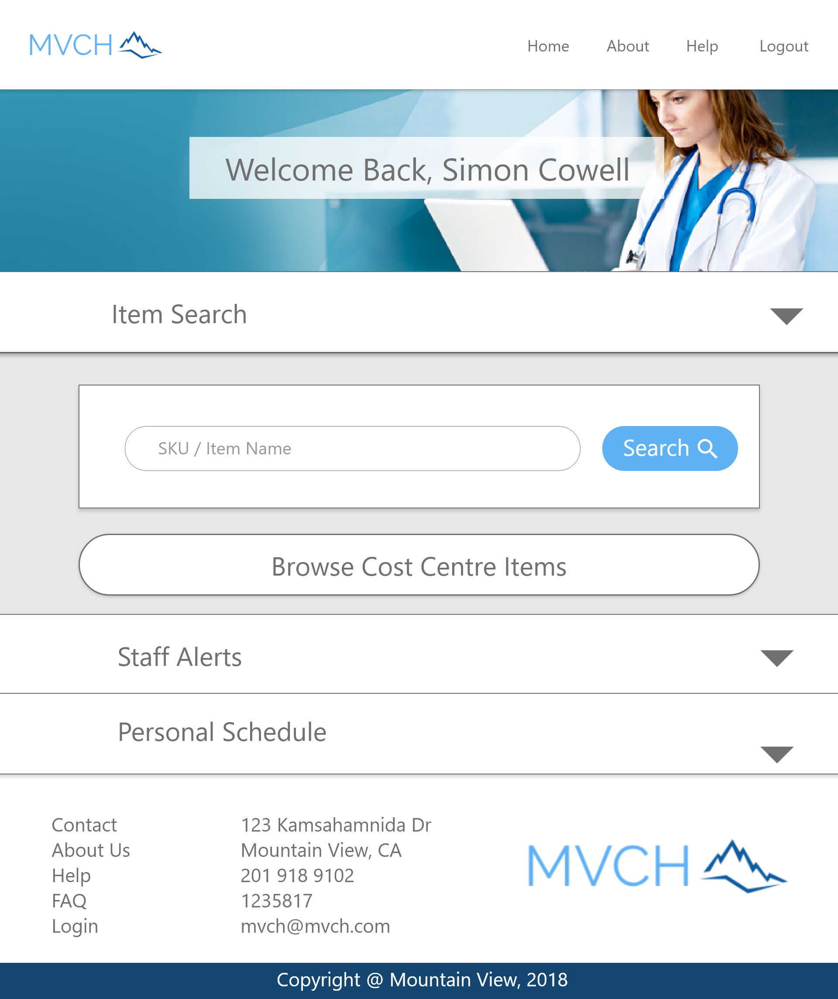 MVCH
Home About Help Logout
Welcome Back, Simon Cowell
Item Search
SKU / Item Name
Search
Browse Cost Centre Items
Staff Alerts
Personal Schedule
Contact
About Us
Help
FAQ
Login
123 Kamsahamnida Dr
Mountain View, CA
201 918 9102
1235817
mvch@mvch.com
MVCH
Copyright @ Mountain View, 2018